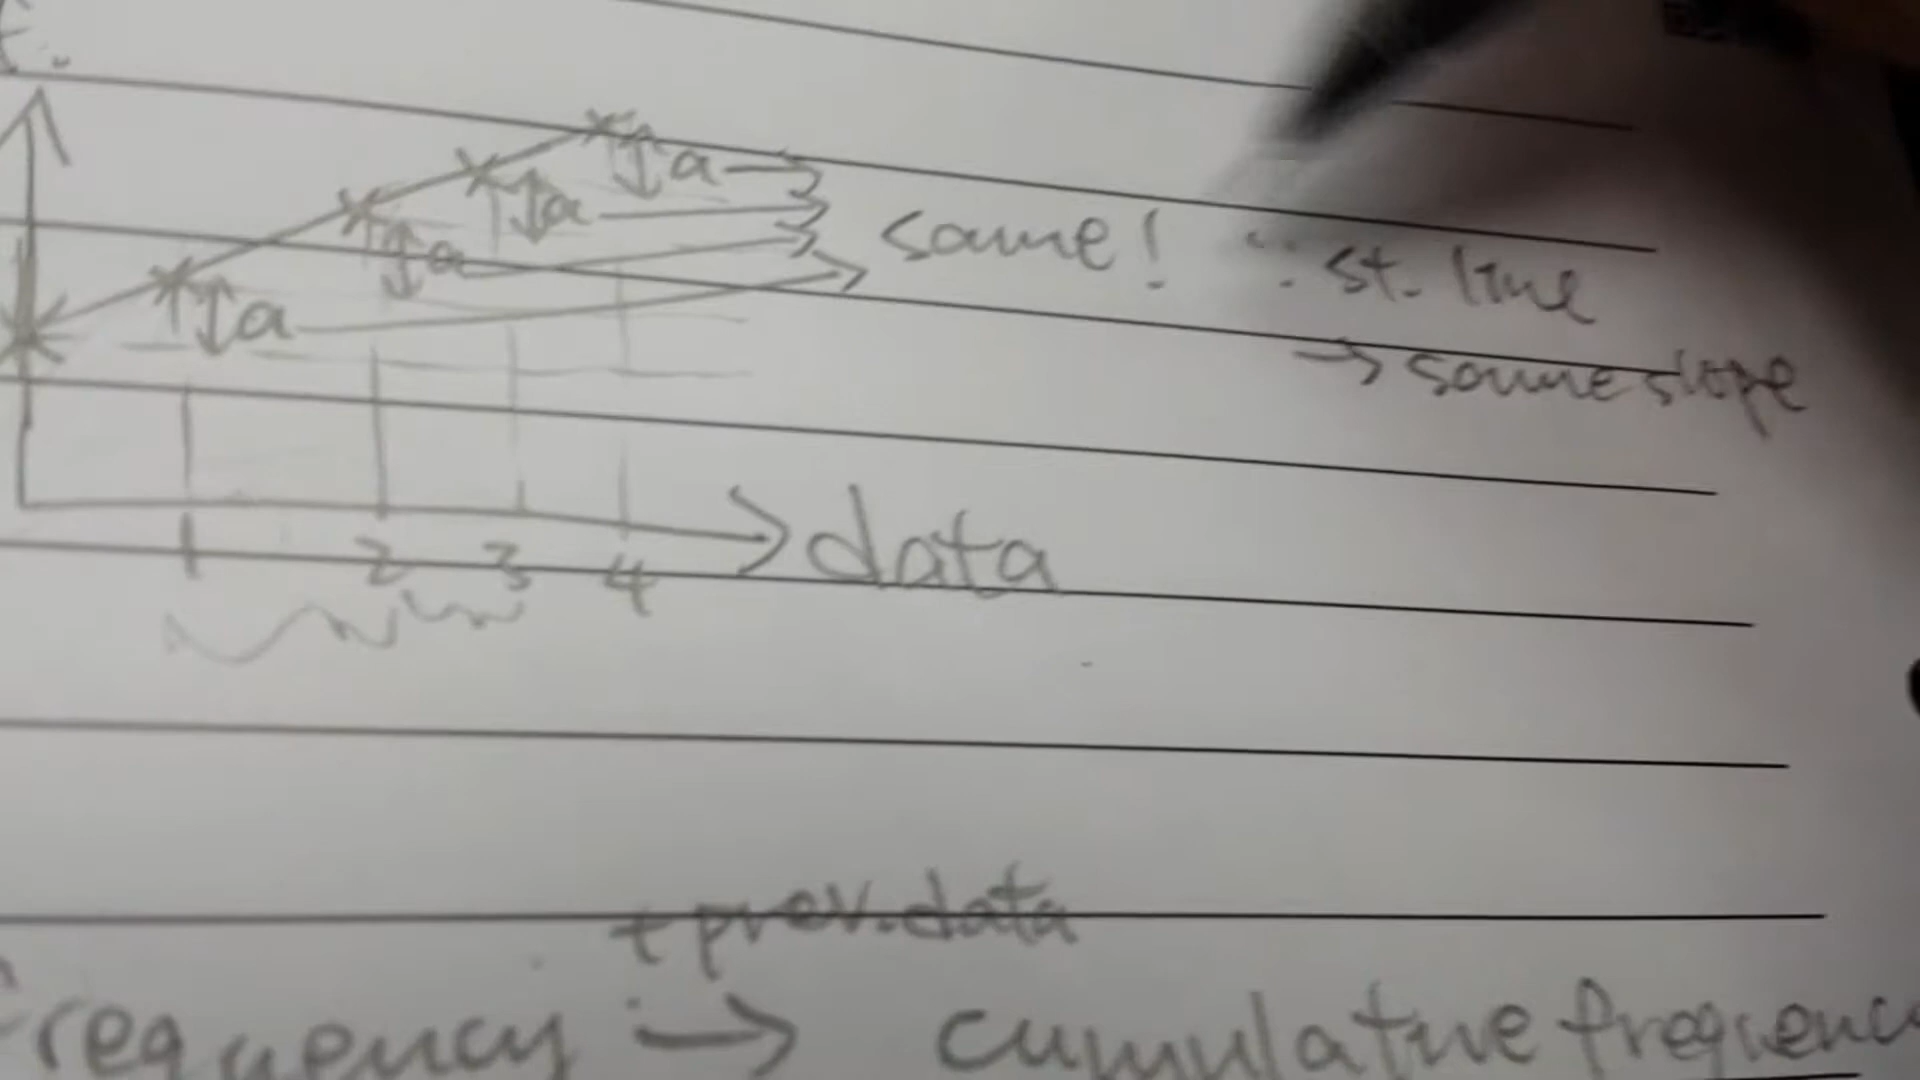 a
a
a
a
same! ∵ st. line
→ same slope
1 2 3 4
data
+ prev. data
frequency → cumulative frequenc